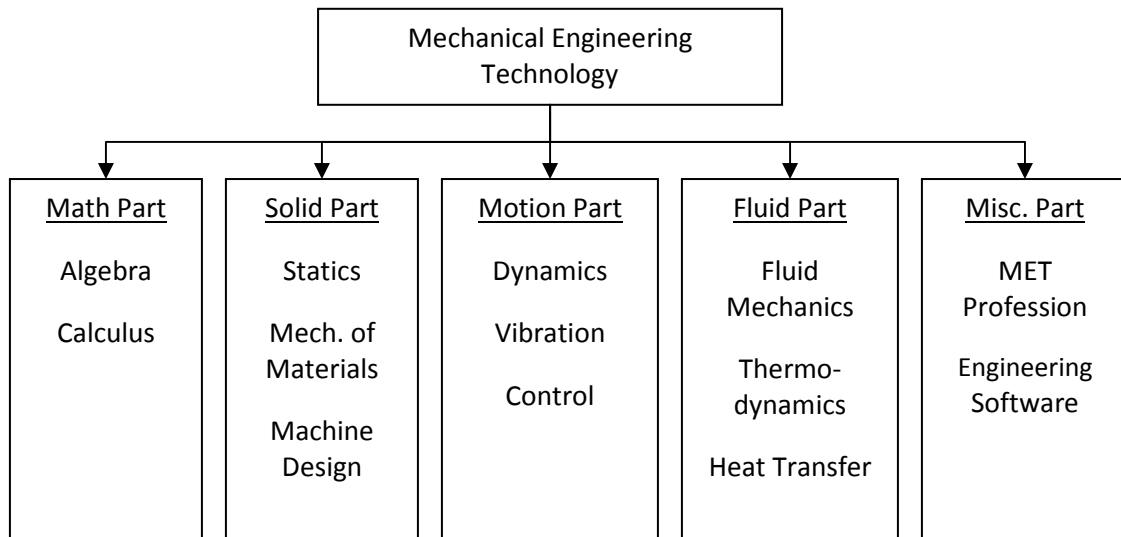 Mechanical Engineering
Technology
Math Part
Algebra
Calculus
Solid Part
Statics
Mech. of
Materials
Machine
Design
Motion Part
Dynamics
Vibration
Control
Fluid Part
Fluid
Mechanics
Thermo-
dynamics
Heat Transfer
Misc. Part
MET
Profession
Engineering
Software